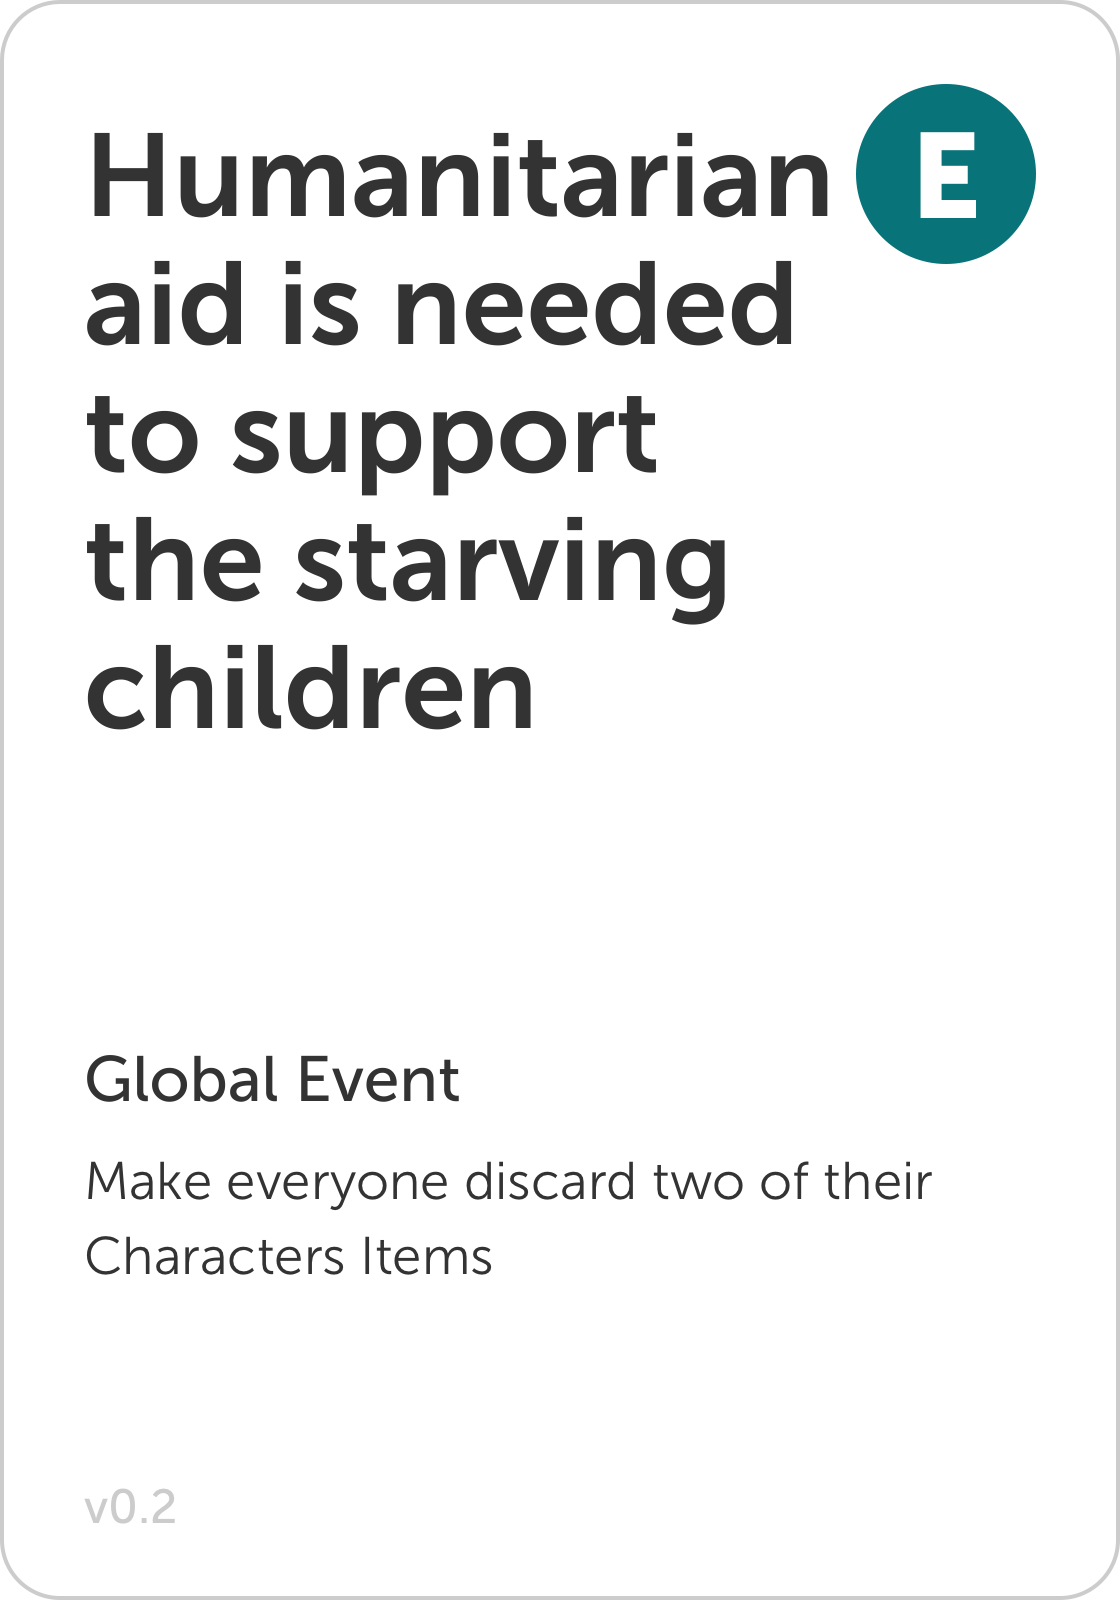 Humanitarian
E
aid is needed
to support
the starving
children
Global Event
Make everyone discard two of their
Characters Items
v0.2